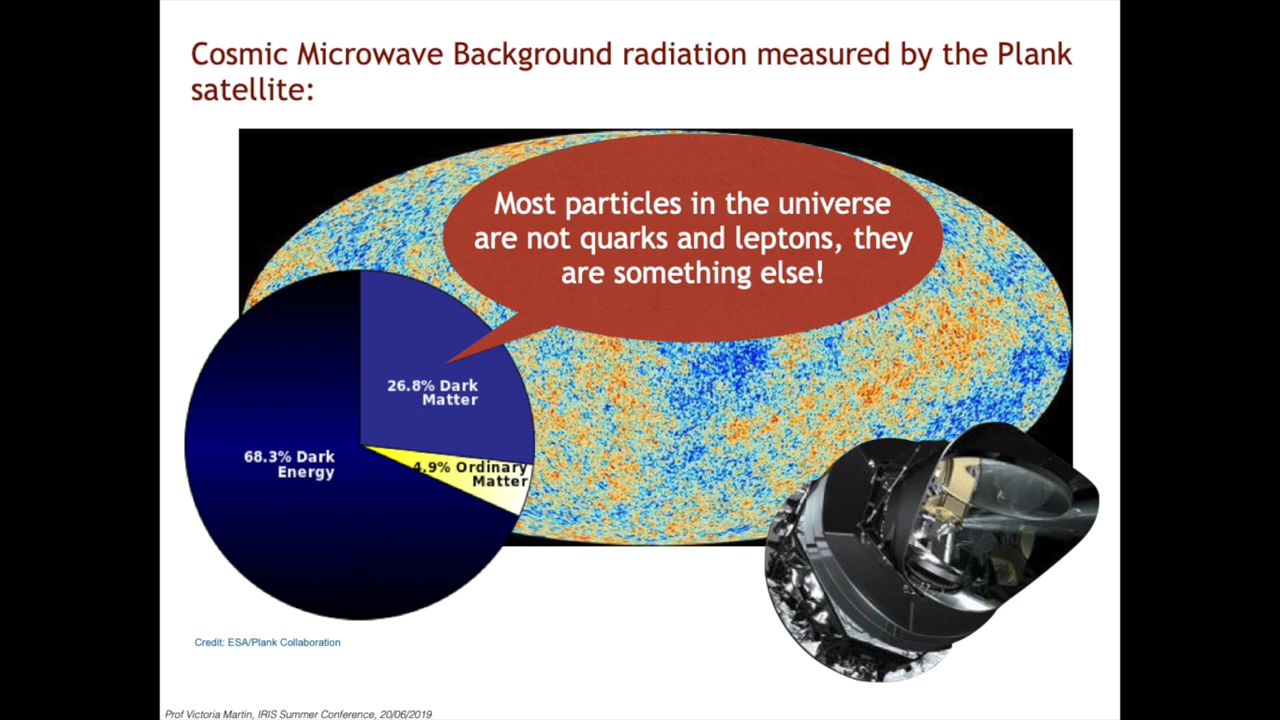 Cosmic Microwave Background radiation measured by the Plank
satellite:
Most particles in the universe
are not quarks and leptons, they
are something else!
26.8% Dark
Matter
68.3% Dark
Energy
4.9% Ordinary
Matter
Credit: ESA/Plank Collaboration
Prof Victoria Martin, IRIS Summer Conference, 20/06/2019